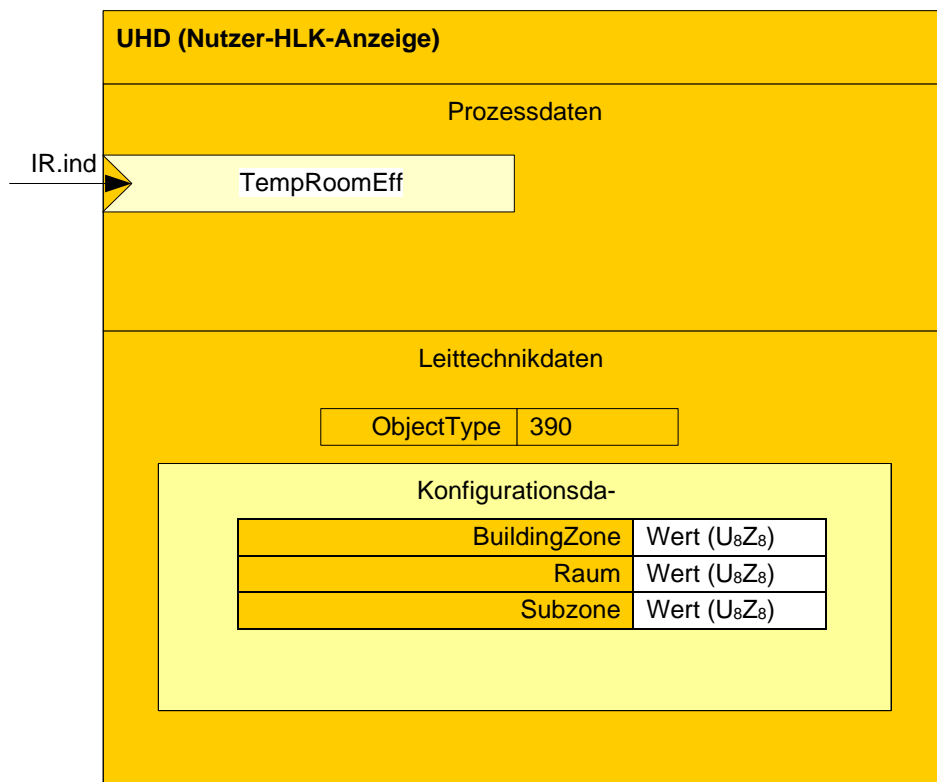 UHD (Nutzer-HLK-Anzeige)
Prozessdaten
IR.ind
TempRoomEff
Leittechnikdaten
ObjectType 390
Konfigurationsda-
BuildingZone Wert (U₈Z₈)
Raum Wert (U₈Z₈)
Subzone Wert (U₈Z₈)